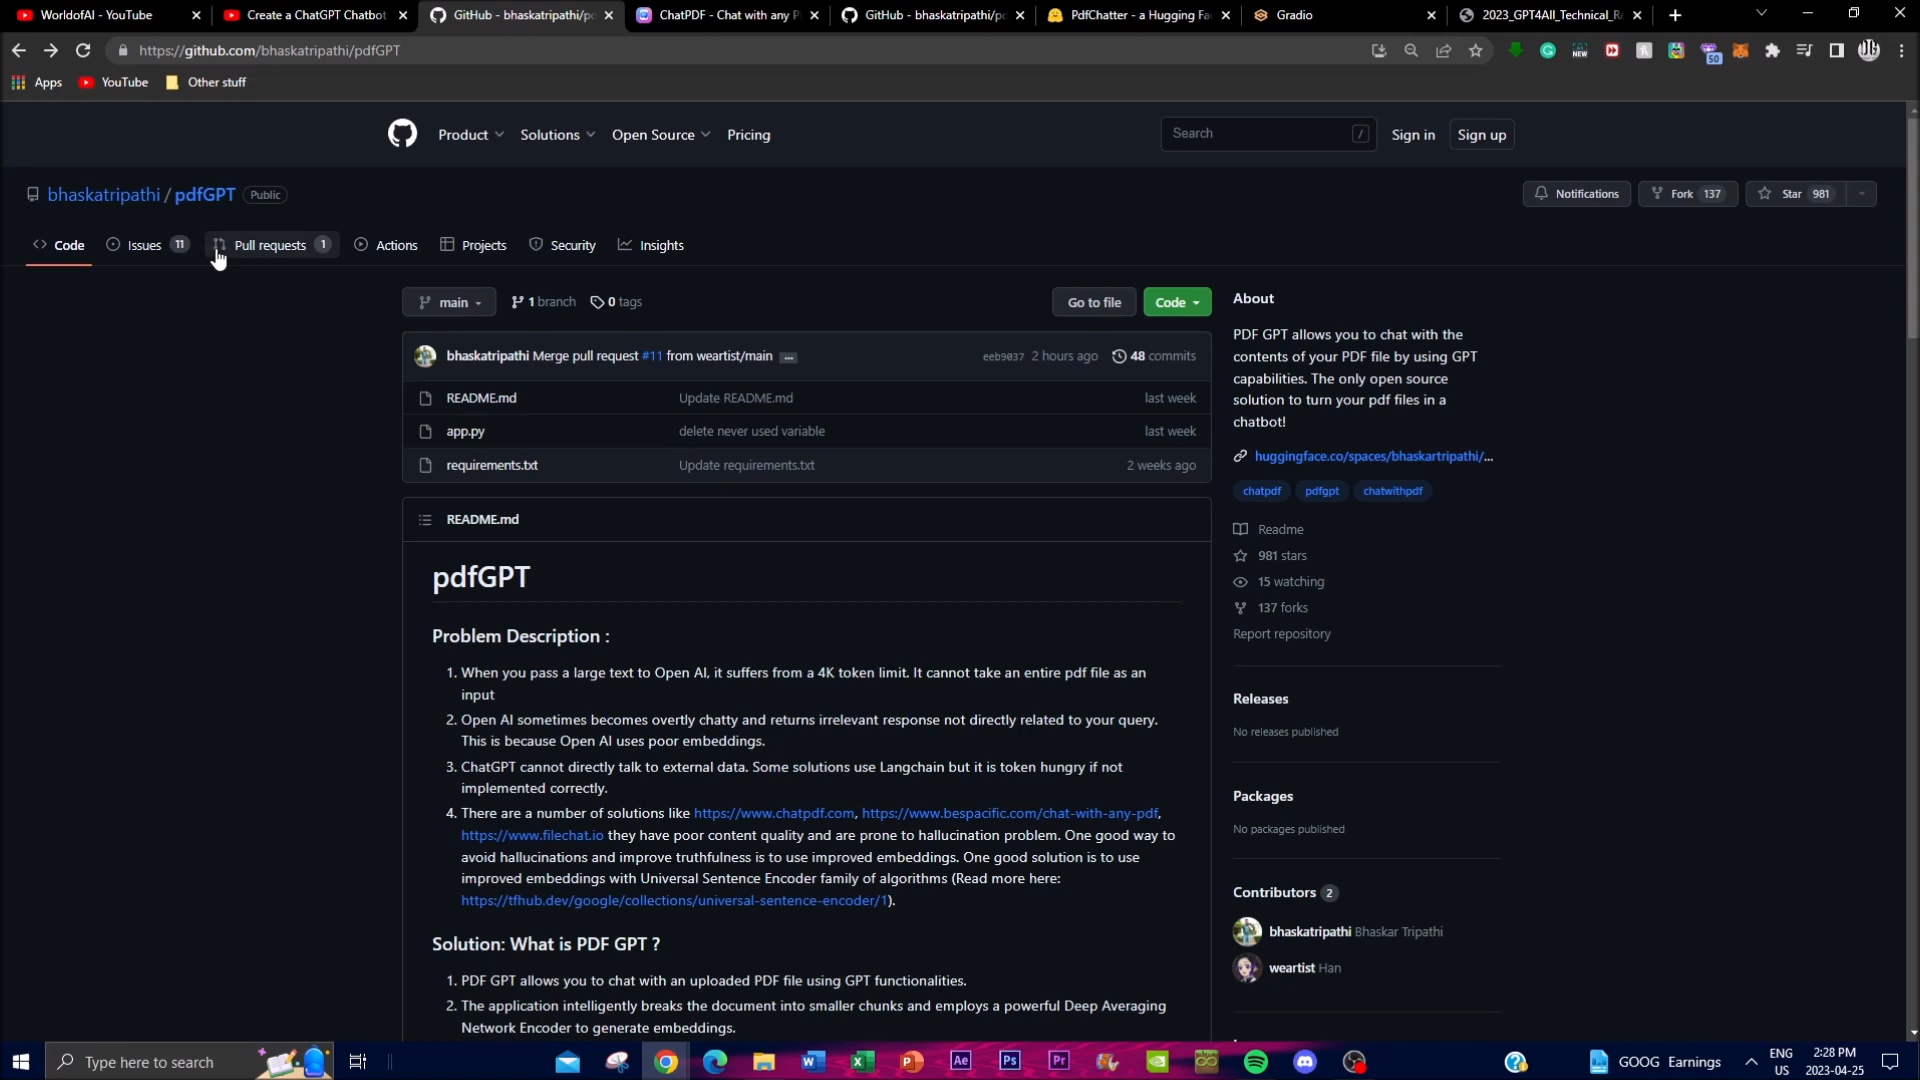 WorldofAI - YouTube
Create a ChatGPT Chatbot
GitHub - bhaskatripathi/pd
ChatPDF - Chat with any P
GitHub - bhaskatripathi/pd
PdfChatter - a Hugging Fa
Gradio
2023_GPT4All_Technical_R
https://github.com/bhaskatripathi/pdfGPT
NEW
50
Apps
YouTube
Other stuff
Product
Solutions
Open Source
Pricing
Search /
Sign in
Sign up
bhaskatripathi / pdfGPT Public
Notifications
Fork 137
Star 981
Code
Issues 11
Pull requests 1
Actions
Projects
Security
Insights
main
1 branch
0 tags
Go to file
Code
bhaskatripathi Merge pull request #11 from weartist/main ...
eeb9037 2 hours ago
48 commits
README.md Update README.md last week
app.py delete never used variable last week
requirements.txt Update requirements.txt 2 weeks ago
README.md
pdfGPT
Problem Description :
1. When you pass a large text to Open AI, it suffers from a 4K token limit. It cannot take an entire pdf file as an
input
2. Open AI sometimes becomes overtly chatty and returns irrelevant response not directly related to your query.
This is because Open AI uses poor embeddings.
3. ChatGPT cannot directly talk to external data. Some solutions use Langchain but it is token hungry if not
implemented correctly.
4. There are a number of solutions like https://www.chatpdf.com, https://www.bespacific.com/chat-with-any-pdf,
https://www.filechat.io they have poor content quality and are prone to hallucination problem. One good way to
avoid hallucinations and improve truthfulness is to use improved embeddings. One good solution is to use
improved embeddings with Universal Sentence Encoder family of algorithms (Read more here:
https://tfhub.dev/google/collections/universal-sentence-encoder/1).
Solution: What is PDF GPT ?
1. PDF GPT allows you to chat with an uploaded PDF file using GPT functionalities.
2. The application intelligently breaks the document into smaller chunks and employs a powerful Deep Averaging
Network Encoder to generate embeddings.
About
PDF GPT allows you to chat with the
contents of your PDF file by using GPT
capabilities. The only open source
solution to turn your pdf files in a
chatbot!
huggingface.co/spaces/bhaskartripathi/...
chatpdf
pdfgpt
chatwithpdf
Readme
981 stars
15 watching
137 forks
Report repository
Releases
No releases published
Packages
No packages published
Contributors 2
bhaskatripathi Bhaskar Tripathi
weartist Han
Type here to search
Ae
Ps
Pr
GOOG Earnings
ENG
US
2:28 PM
2023-04-25